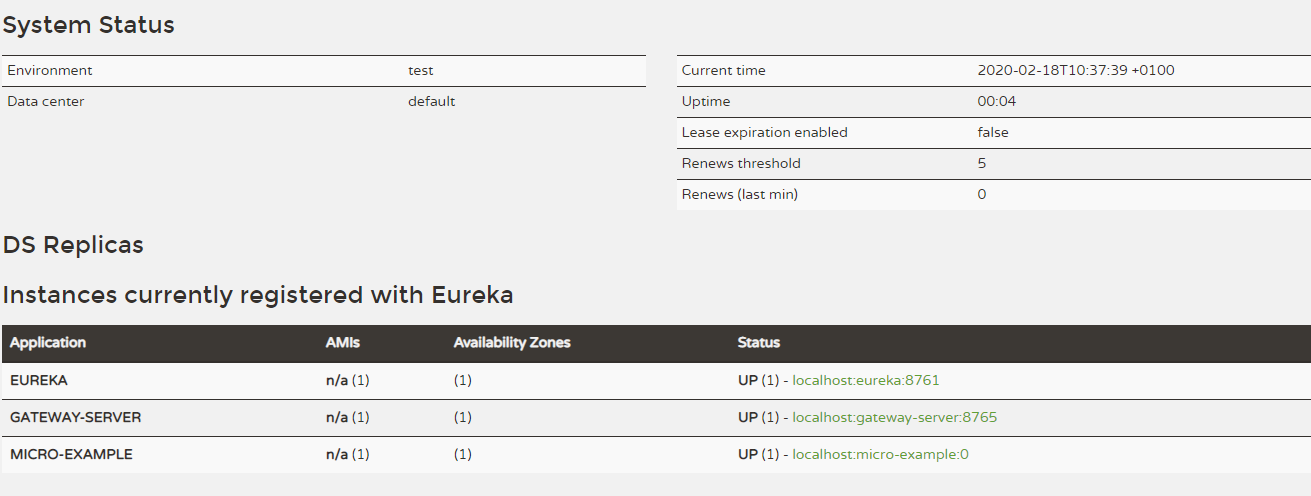 System Status
Environment test
Data center default
Current time 2020-02-18T10:37:39 +0100
Uptime 00:04
Lease expiration enabled false
Renews threshold 5
Renews (last min) 0
DS Replicas
Instances currently registered with Eureka
Application AMIs Availability Zones Status
EUREKA n/a (1) (1) UP (1) - localhost:eureka:8761
GATEWAY-SERVER n/a (1) (1) UP (1) - localhost:gateway-server:8765
MICRO-EXAMPLE n/a (1) (1) UP (1) - localhost:micro-example:0